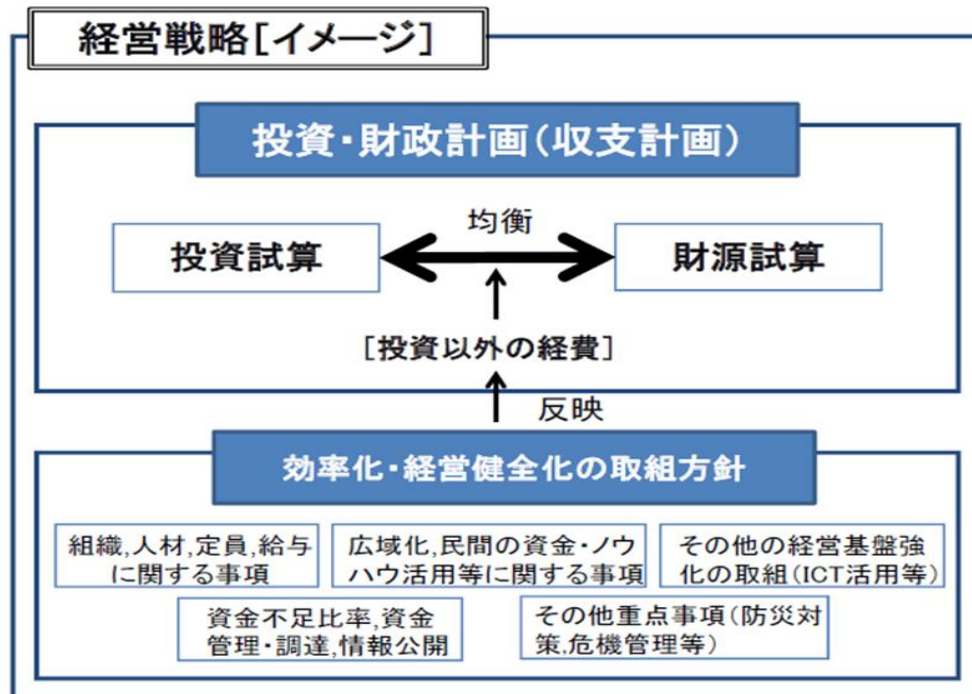 経営戦略[イメージ]
投資・財政計画(収支計画)
均衡
投資試算
財源試算
[投資以外の経費]
反映
効率化・経営健全化の取組方針
組織,人材,定員,給与
に関する事項
広域化,民間の資金・ノウ
ハウ活用等に関する事項
その他の経営基盤強
化の取組(ICT活用等)
資金不足比率,資金
管理・調達,情報公開
その他重点事項(防災対
策,危機管理等)